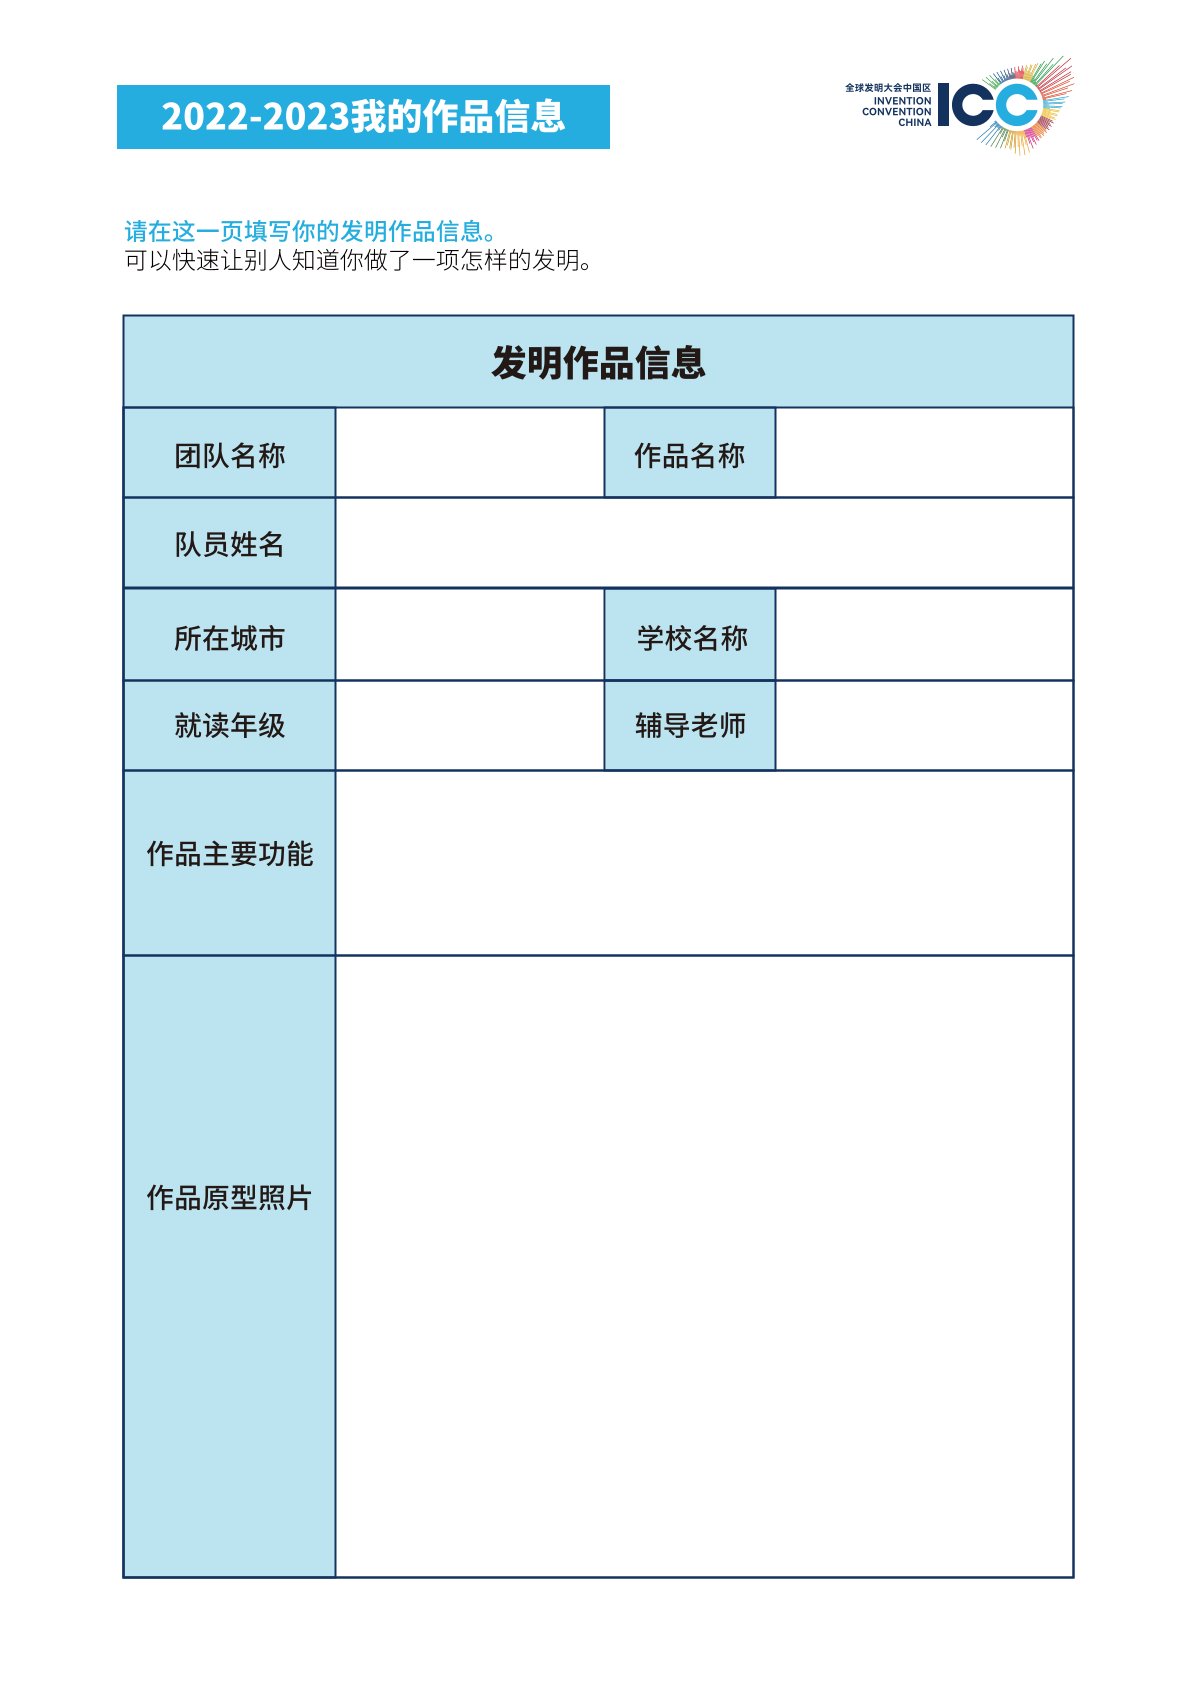 2022-2023我的作品信息
全球发明大会中国区
INVENTION
CONVENTION
CHINA
ICC
请在这一页填写你的发明作品信息。
可以快速让别人知道你做了一项怎样的发明。
发明作品信息
团队名称
作品名称
队员姓名
所在城市
学校名称
就读年级
辅导老师
作品主要功能
作品原型照片